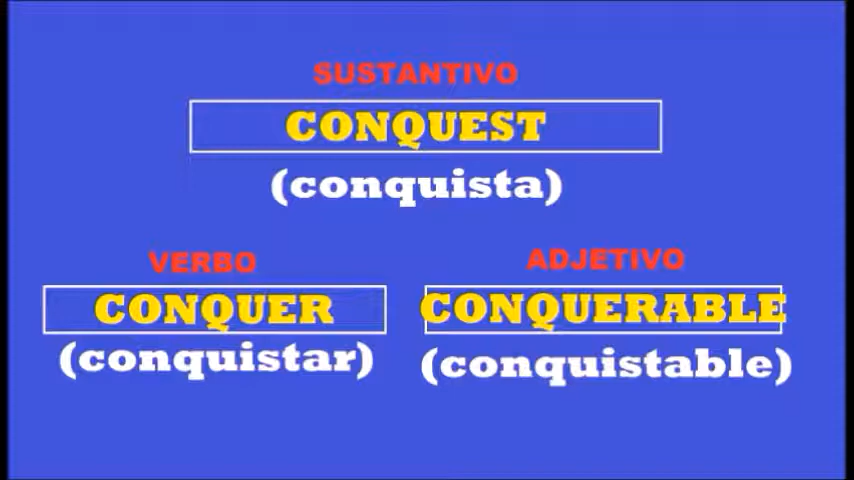 SUSTANTIVO
CONQUEST
(conquista)
VERBO
CONQUER
(conquistar)
ADJETIVO
CONQUERABLE
(conquistable)